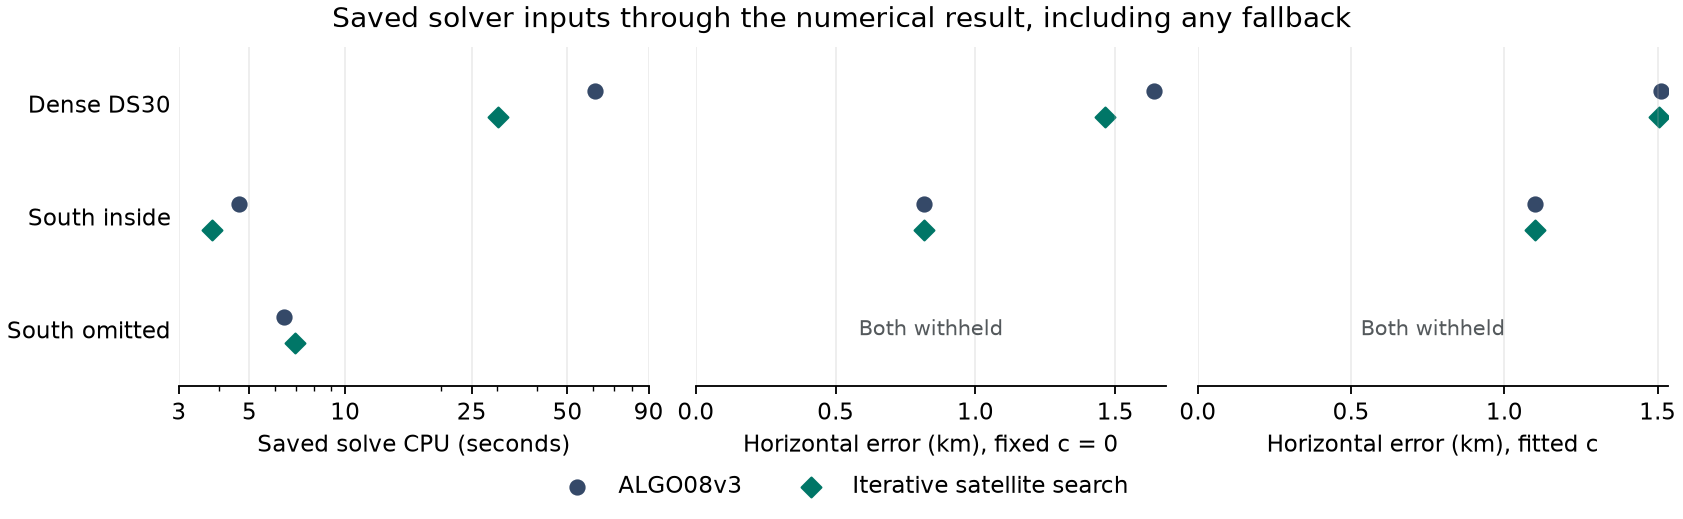 Saved solver inputs through the numerical result, including any fallback
Dense DS30
South inside
South omitted
Both withheld
Both withheld
3 5 10 25 50 90
0.0 0.5 1.0 1.5
0.0 0.5 1.0 1.5
Saved solve CPU (seconds)
Horizontal error (km), fixed c = 0
Horizontal error (km), fitted c
ALGO08v3
Iterative satellite search